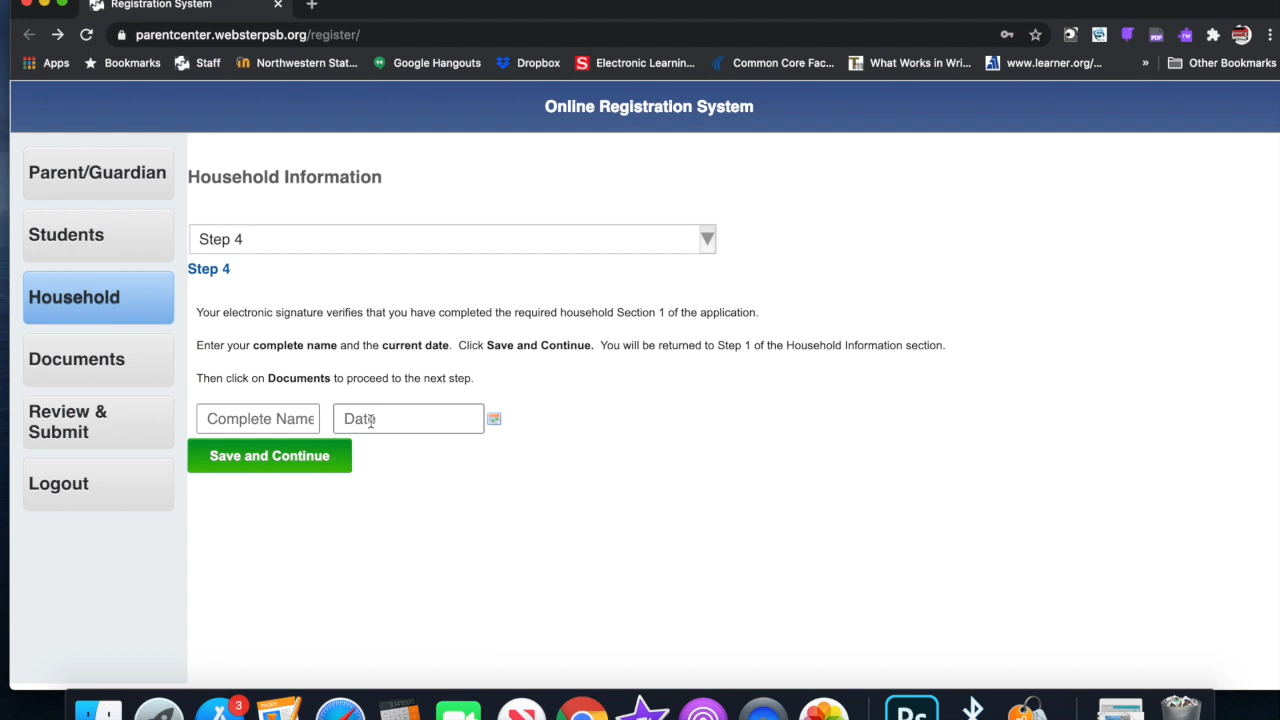 Registration System
parentcenter.websterpsb.org/register/
Apps Bookmarks Staff Northwestern Stat... Google Hangouts Dropbox Electronic Learnin... Common Core Fac... What Works in Wri... www.learner.org/... » Other Bookmarks
Online Registration System
Parent/Guardian
Students
Household
Documents
Review &
Submit
Logout
Household Information
Step 4
Step 4
Your electronic signature verifies that you have completed the required household Section 1 of the application.
Enter your complete name and the current date. Click Save and Continue. You will be returned to Step 1 of the Household Information section.
Then click on Documents to proceed to the next step.
Complete Name Date
Save and Continue
3